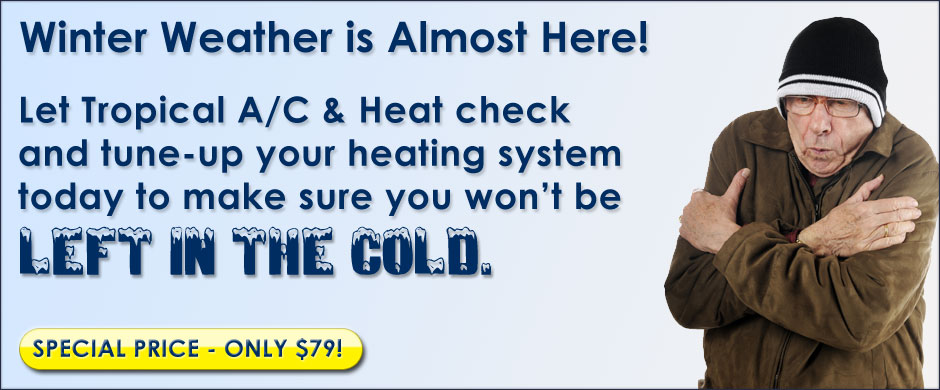 Winter Weather is Almost Here!
Let Tropical A/C & Heat check
and tune-up your heating system
today to make sure you won't be
LEFT IN THE COLD.
SPECIAL PRICE - ONLY $79!